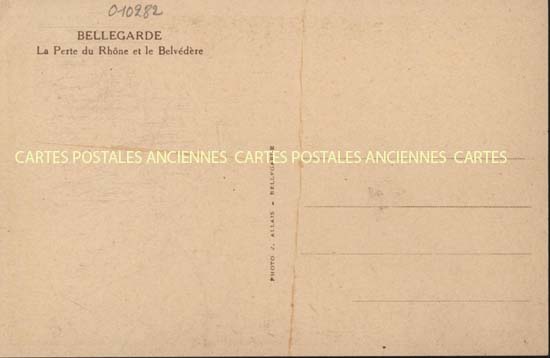 010282
BELLEGARDE
La Perte du Rhône et le Belvédère
CARTES POSTALES ANCIENNES CARTES POSTALES ANCIENNES CARTES
PHOTO J. ALLAIS - BELLEGARDE